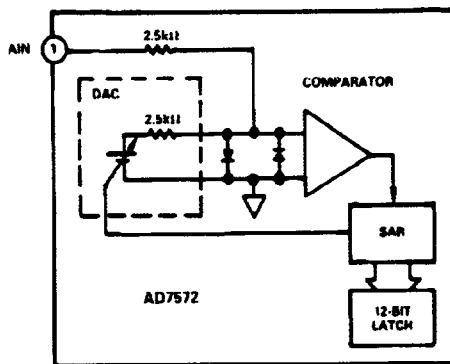 2.5kΩ
AIN
1
COMPARATOR
DAC
2.5kΩ
SAR
AD7572
12-BIT
LATCH